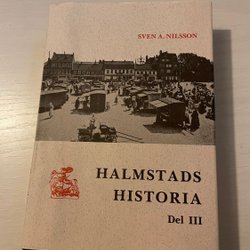 SVEN A. NILSSON
HALMSTADS
HISTORIA
Del III